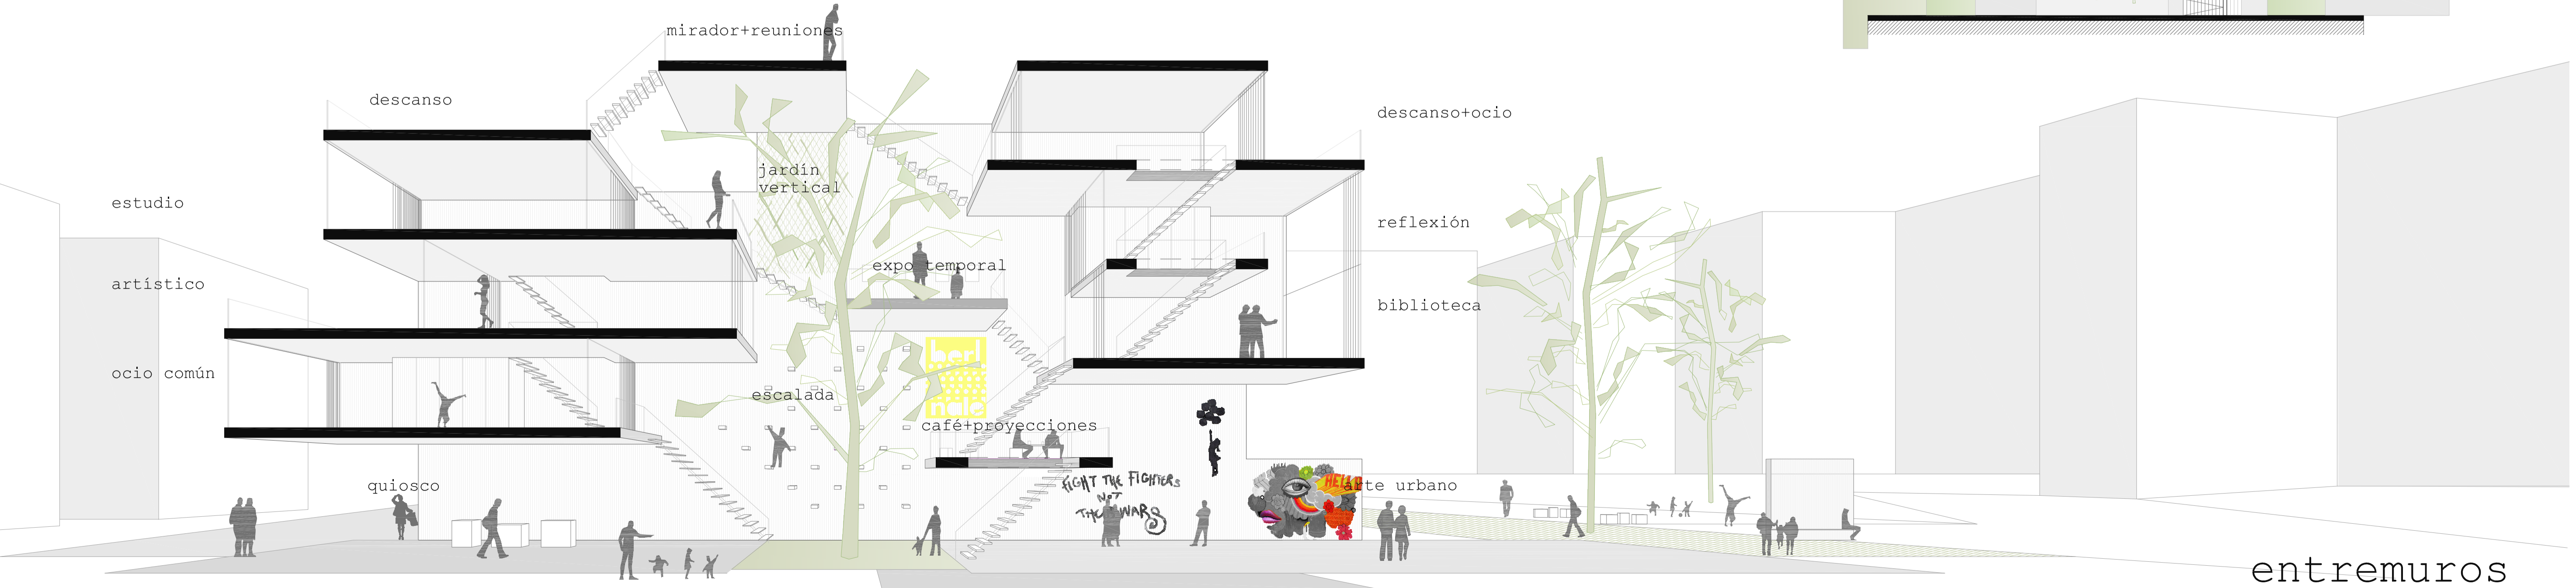 mirador+reuniones
descanso
descanso+ocio
jardín
vertical
estudio
reflexión
expo temporal
artístico
biblioteca
ocio común
escalada
café+proyecciones
quiosco
FIGHT THE FIGHTERS
NOT
THE WARS
HELLO
arte urbano
entremuros